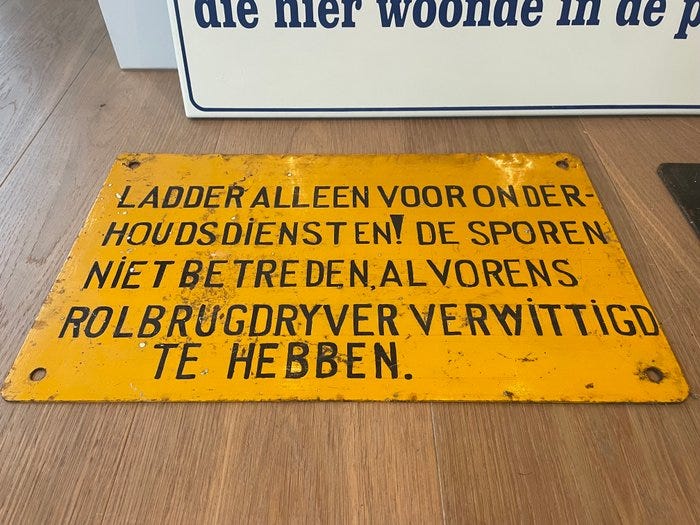 die hier woonde in de p
LADDER ALLEEN VOOR ONDER-
HOUDSDIENSTEN! DE SPOREN
NiET BETREDEN, ALVORENS
ROLBRUGDRYVER VERWiTTiGD
TE HEBBEN.